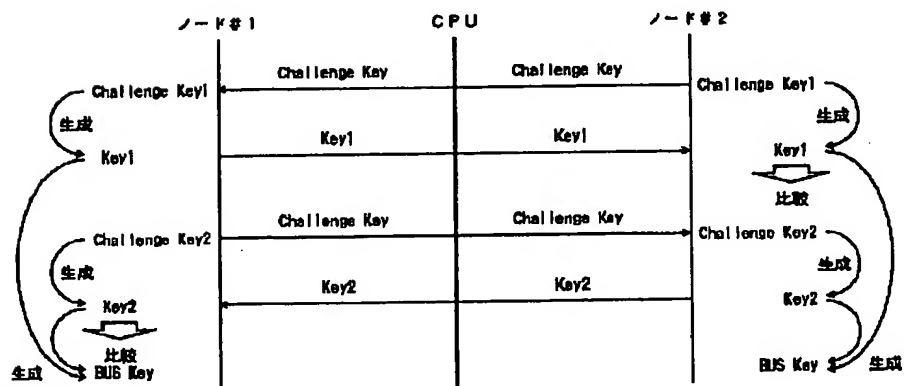 ノード#1 CPU ノード#2
Challenge Key Challenge Key
Challenge Key1 Challenge Key1
生成 生成
Key1 Key1
Key1 Key1
比較
Challenge Key Challenge Key
Challenge Key2 Challenge Key2
生成 生成
Key2 Key2
Key2 Key2
比較
生成 BUS Key BUS Key 生成